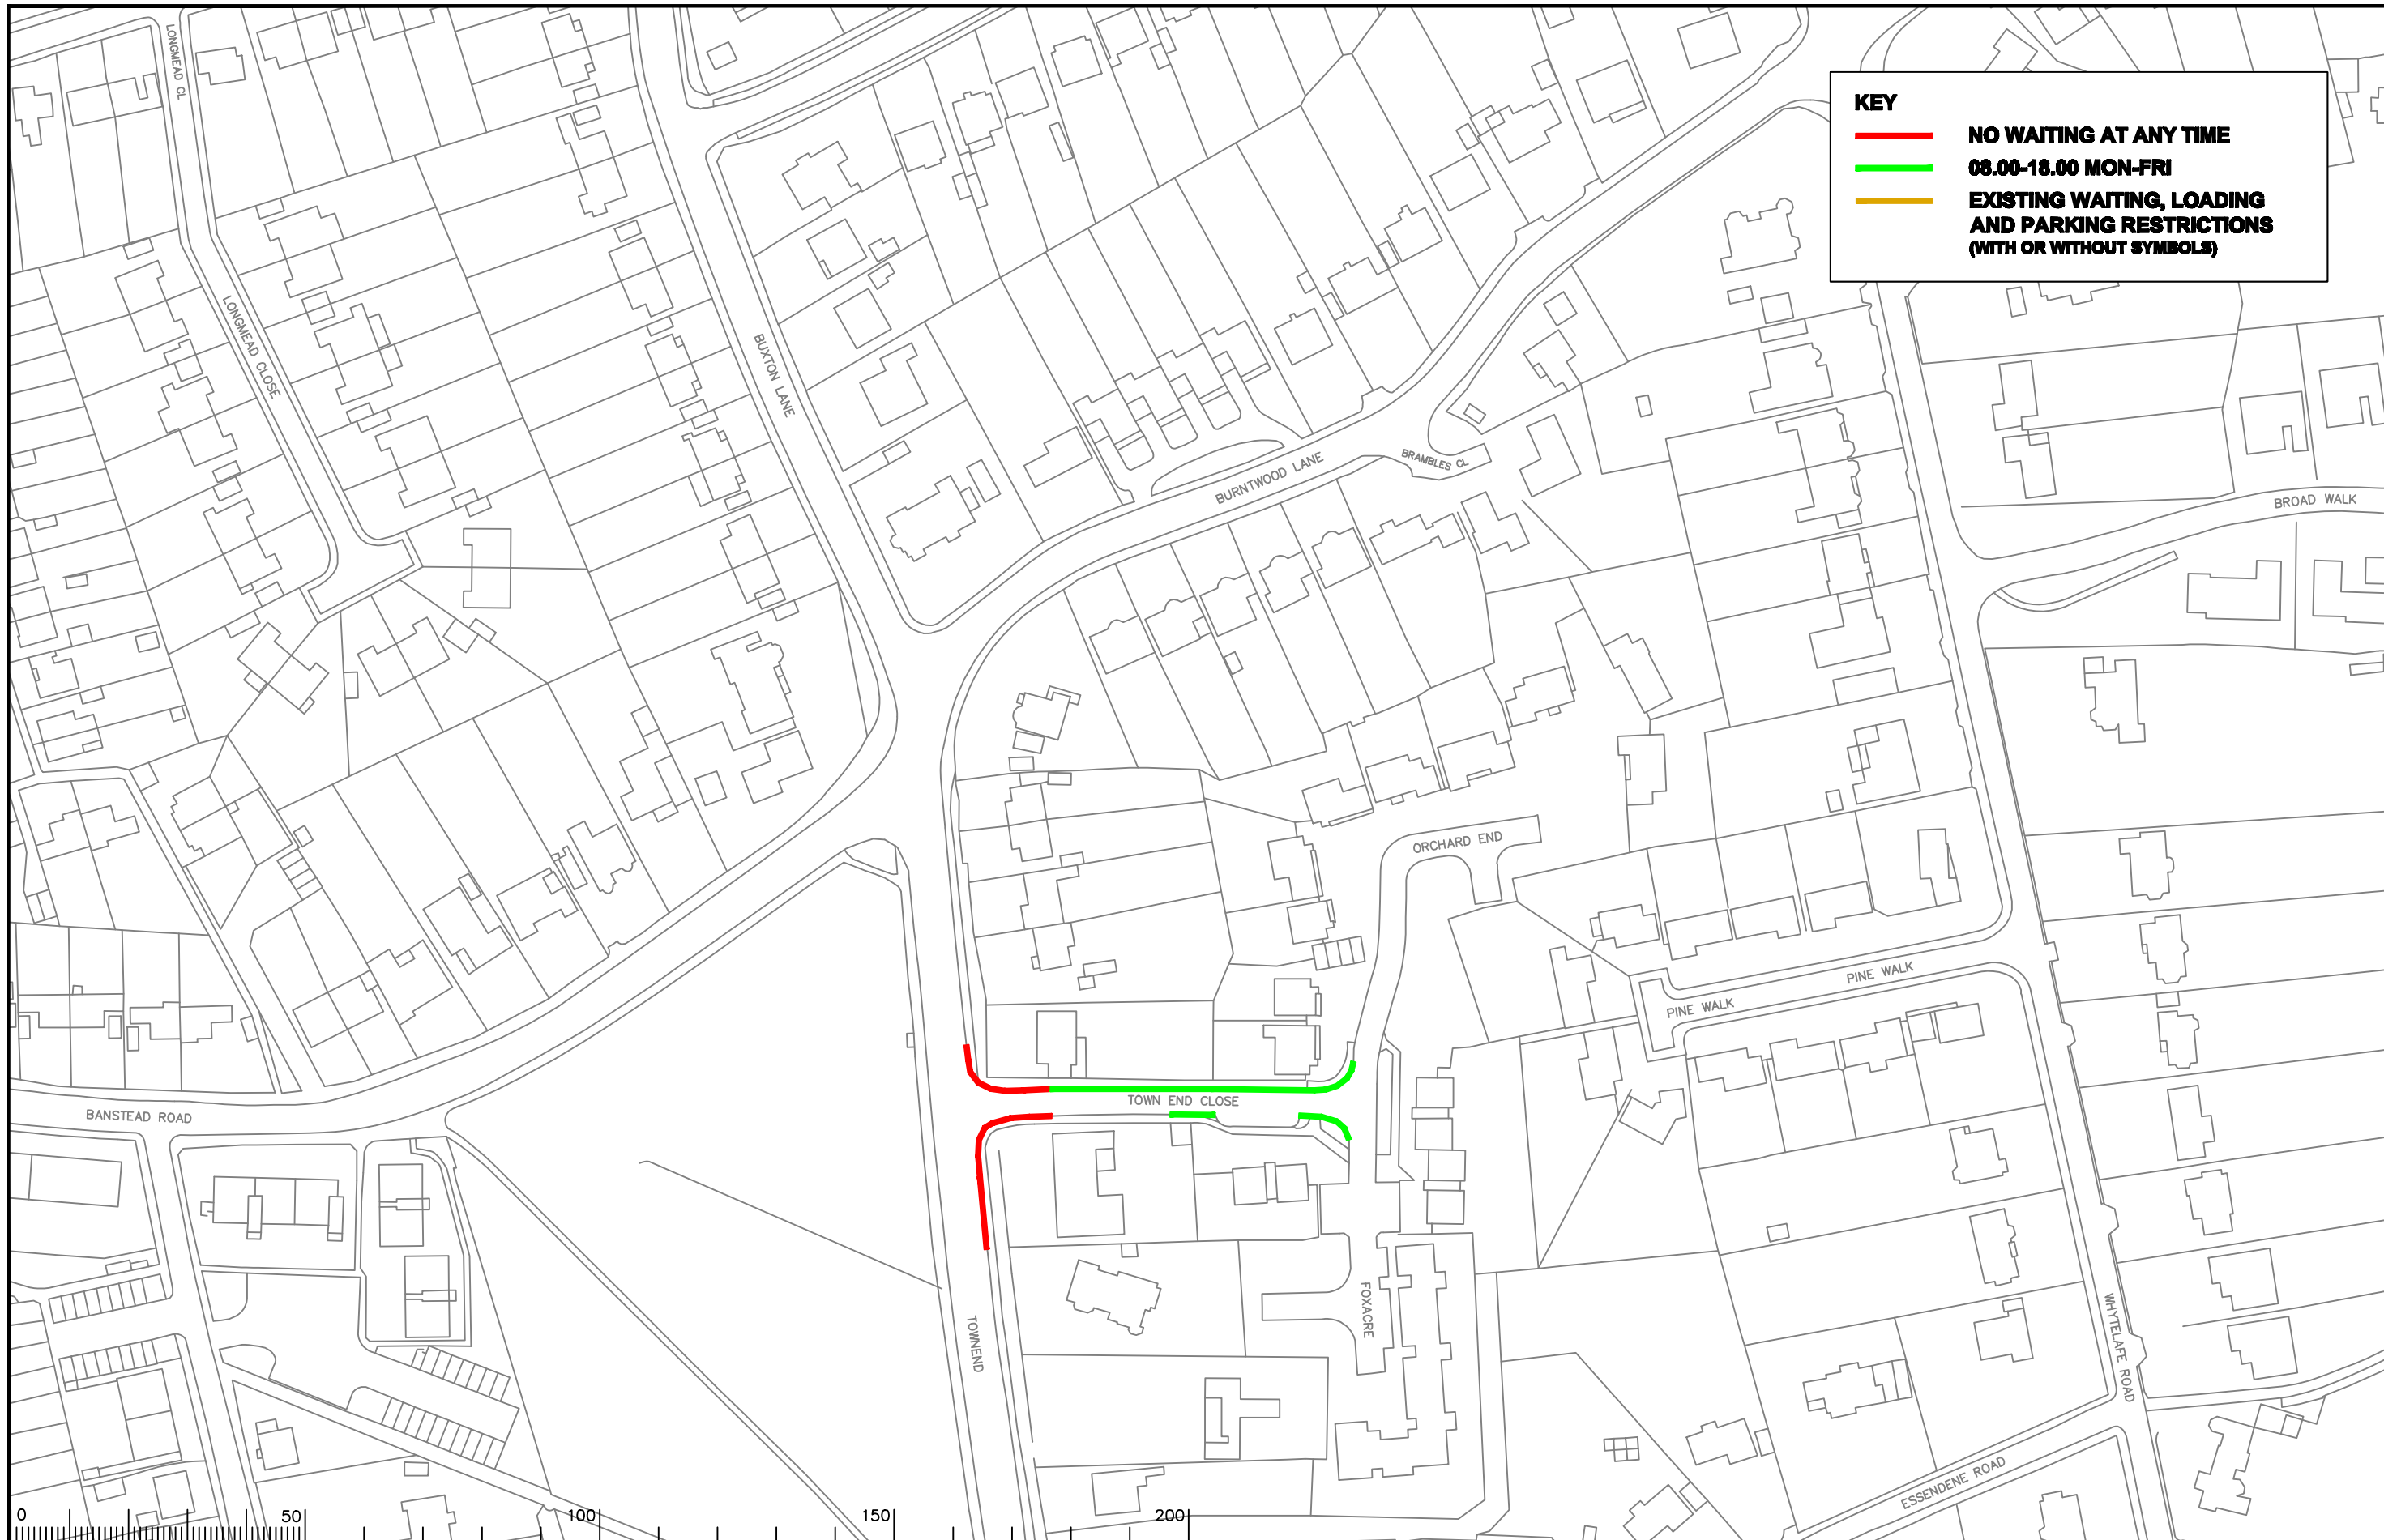 LONGMEAD CL
KEY
NO WAITING AT ANY TIME
08.00-18.00 MON-FRI
EXISTING WAITING, LOADING
AND PARKING RESTRICTIONS
(WITH OR WITHOUT SYMBOLS)
LONGMEAD CLOSE
BUXTON LANE
BURNTWOOD LANE
BRAMBLES CL
BROAD WALK
ORCHARD END
PINE WALK
PINE WALK
TOWN END CLOSE
BANSTEAD ROAD
FOXACRE
TOWNEND
WHYTELAFE ROAD
ESSENDENE ROAD
0 50 100 150 200